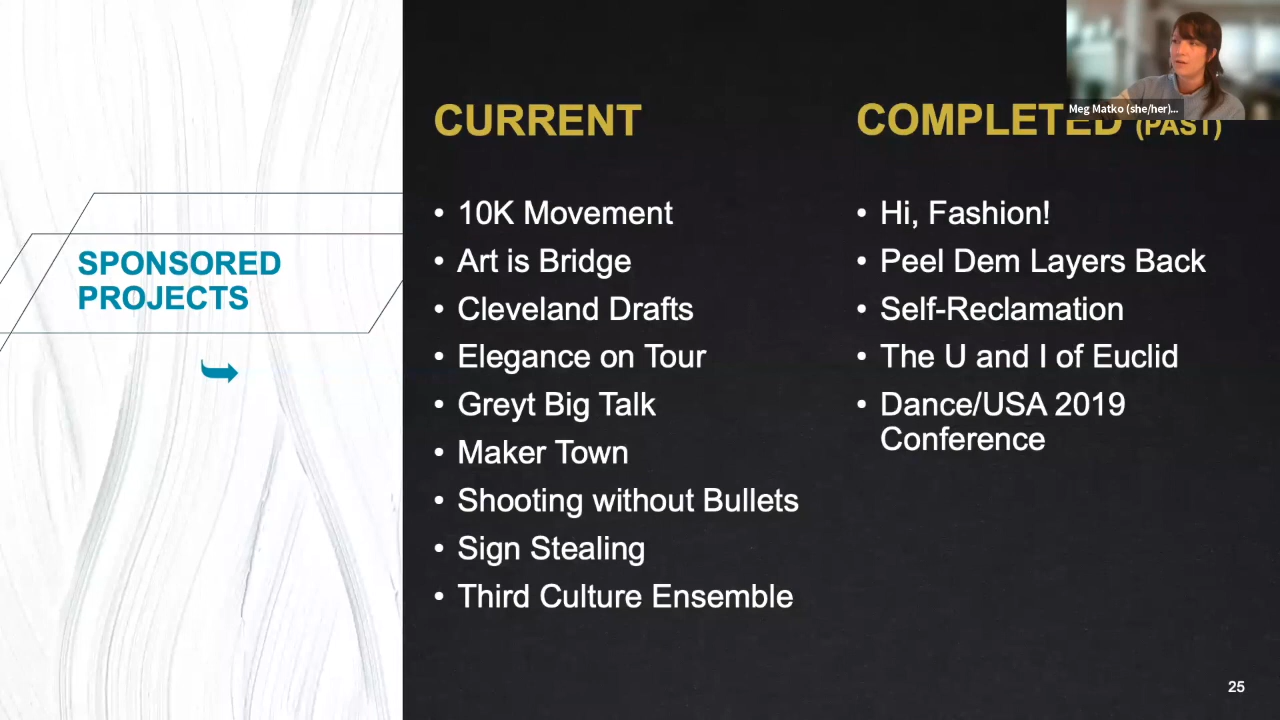 Meg Matko (she/her)...
CURRENT
COMPLETED (PAST)
SPONSORED
PROJECTS
• 10K Movement
• Art is Bridge
• Cleveland Drafts
• Elegance on Tour
• Greyt Big Talk
• Maker Town
• Shooting without Bullets
• Sign Stealing
• Third Culture Ensemble
• Hi, Fashion!
• Peel Dem Layers Back
• Self-Reclamation
• The U and I of Euclid
• Dance/USA 2019
Conference
25